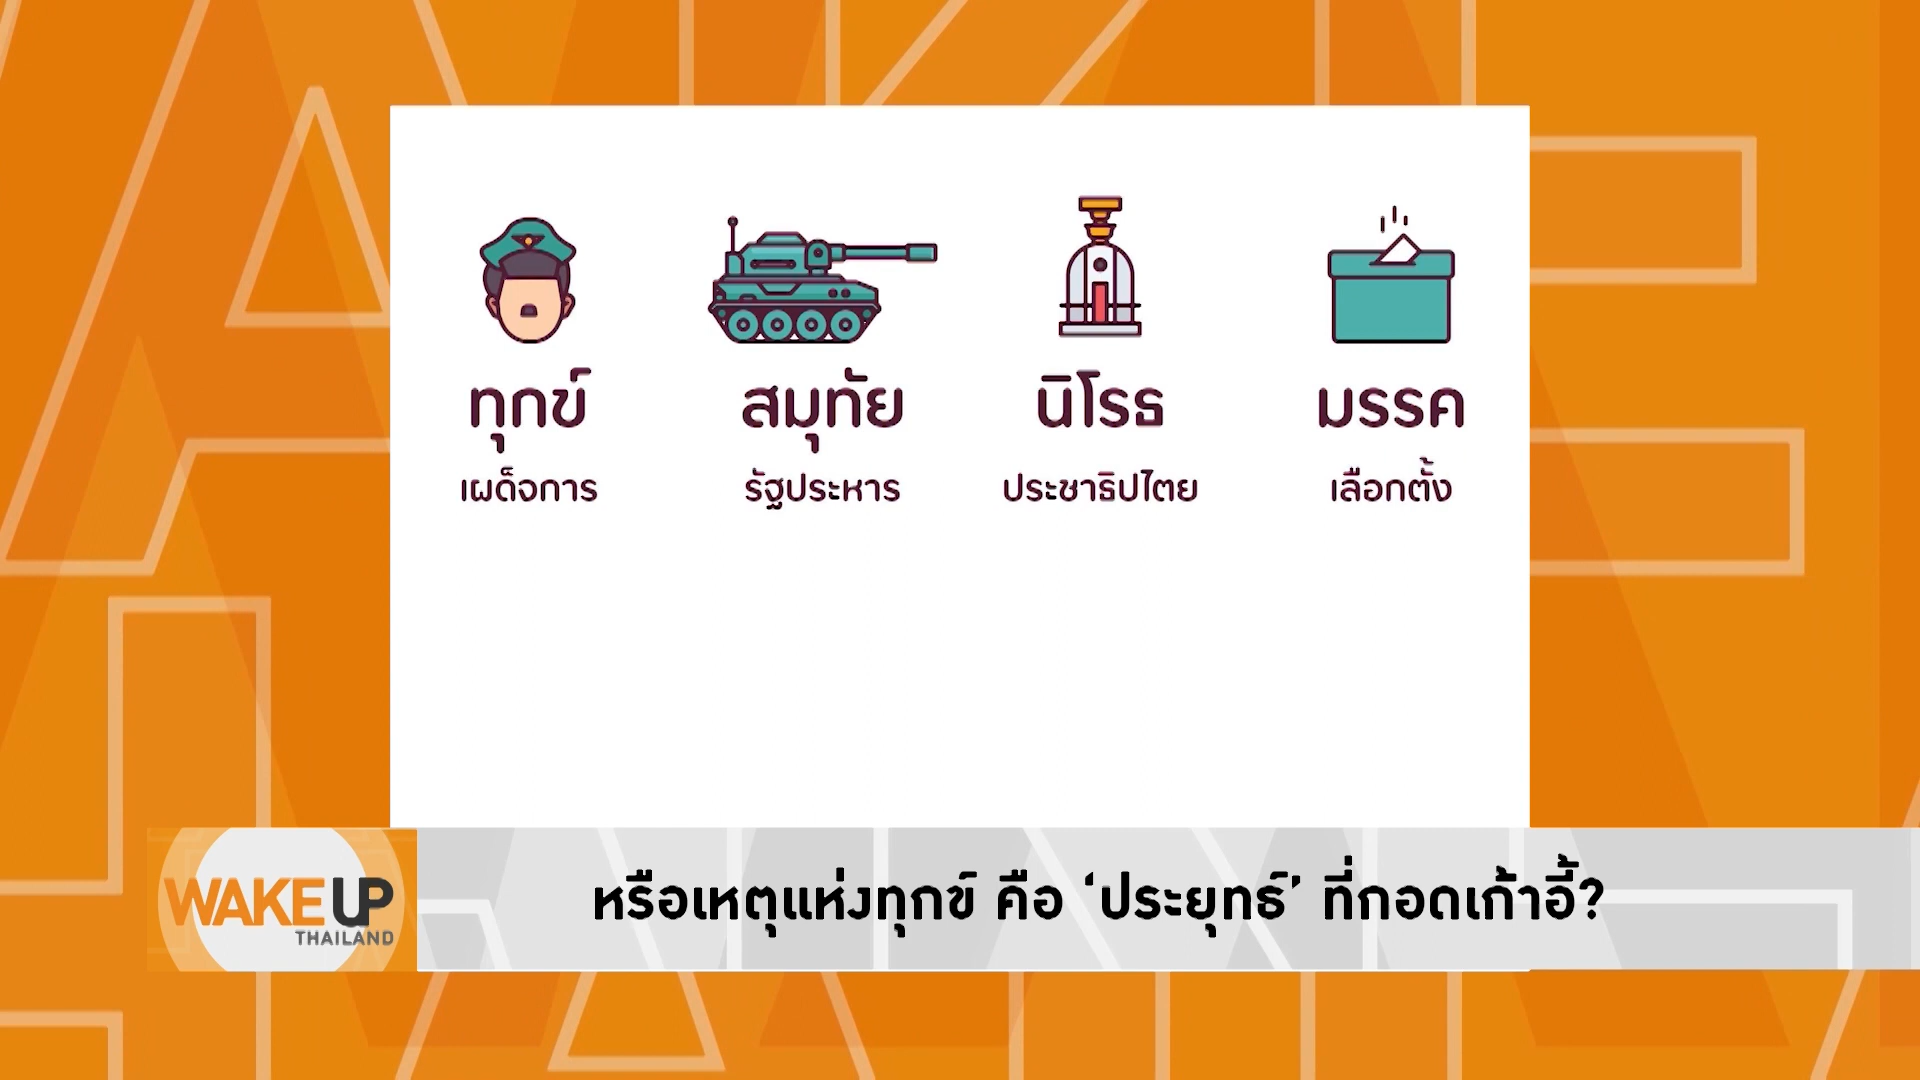 ทุกข์ สมุทัย นิโรธ มรรค
เผด็จการ รัฐประหาร ประชาธิปไตย เลือกตั้ง
WAKE UP
THAILAND
หรือเหตุแห่งทุกข์ คือ ‘ประยุทธ์’ ที่กอดเก้าอี้?